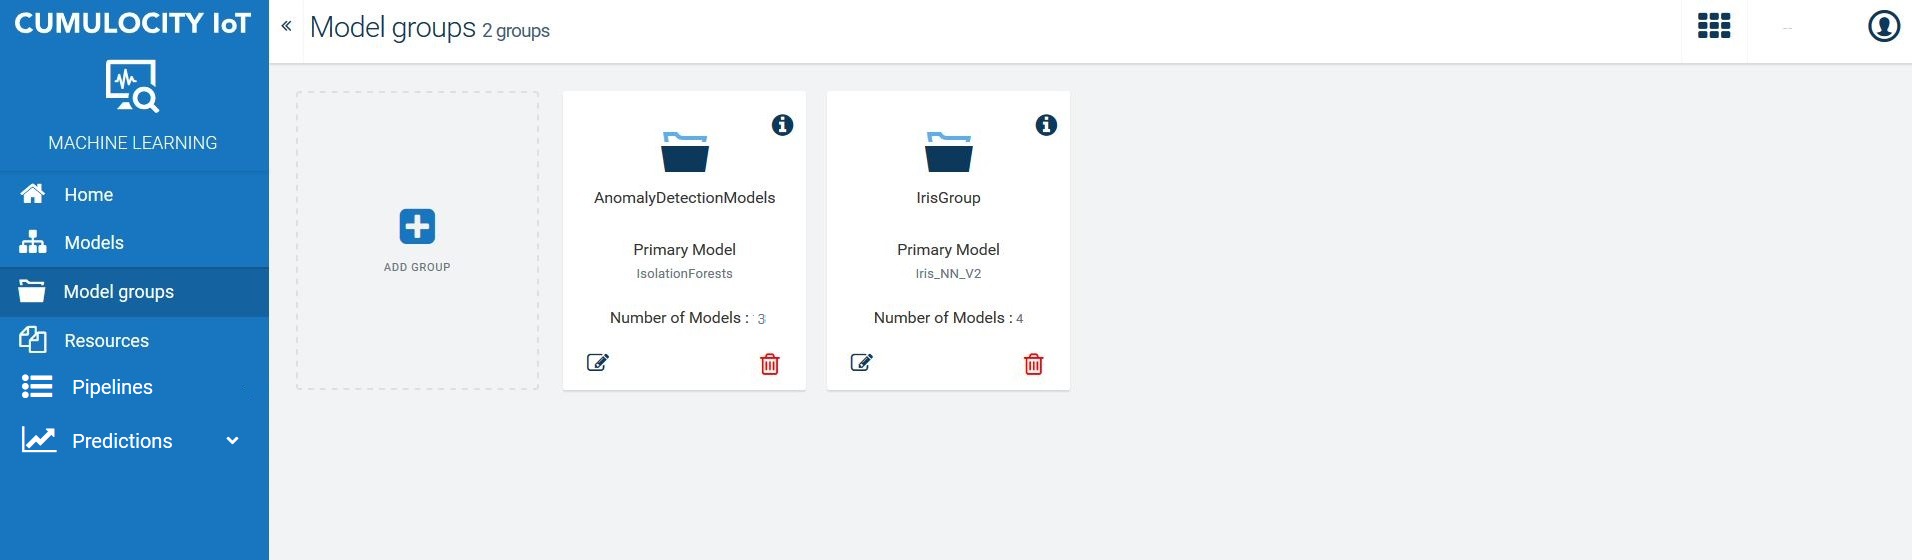 CUMULOCITY IoT
MACHINE LEARNING
Home
Models
Model groups
Resources
Pipelines
Predictions
Model groups 2 groups
ADD GROUP
AnomalyDetectionModels
Primary Model
IsolationForests
Number of Models : 3
IrisGroup
Primary Model
Iris_NN_V2
Number of Models : 4